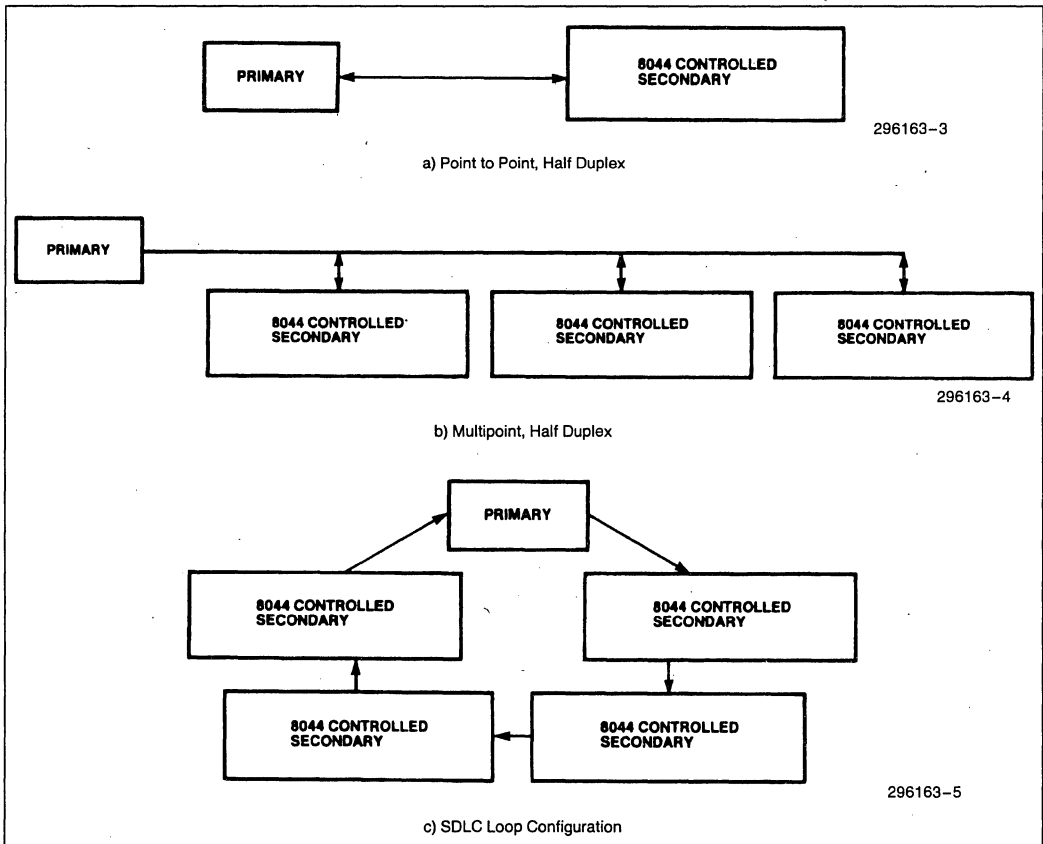 PRIMARY
8044 CONTROLLED
SECONDARY
296163-3
a) Point to Point, Half Duplex
PRIMARY
8044 CONTROLLED
SECONDARY
8044 CONTROLLED
SECONDARY
8044 CONTROLLED
SECONDARY
296163-4
b) Multipoint, Half Duplex
PRIMARY
8044 CONTROLLED
SECONDARY
8044 CONTROLLED
SECONDARY
8044 CONTROLLED
SECONDARY
8044 CONTROLLED
SECONDARY
296163-5
c) SDLC Loop Configuration